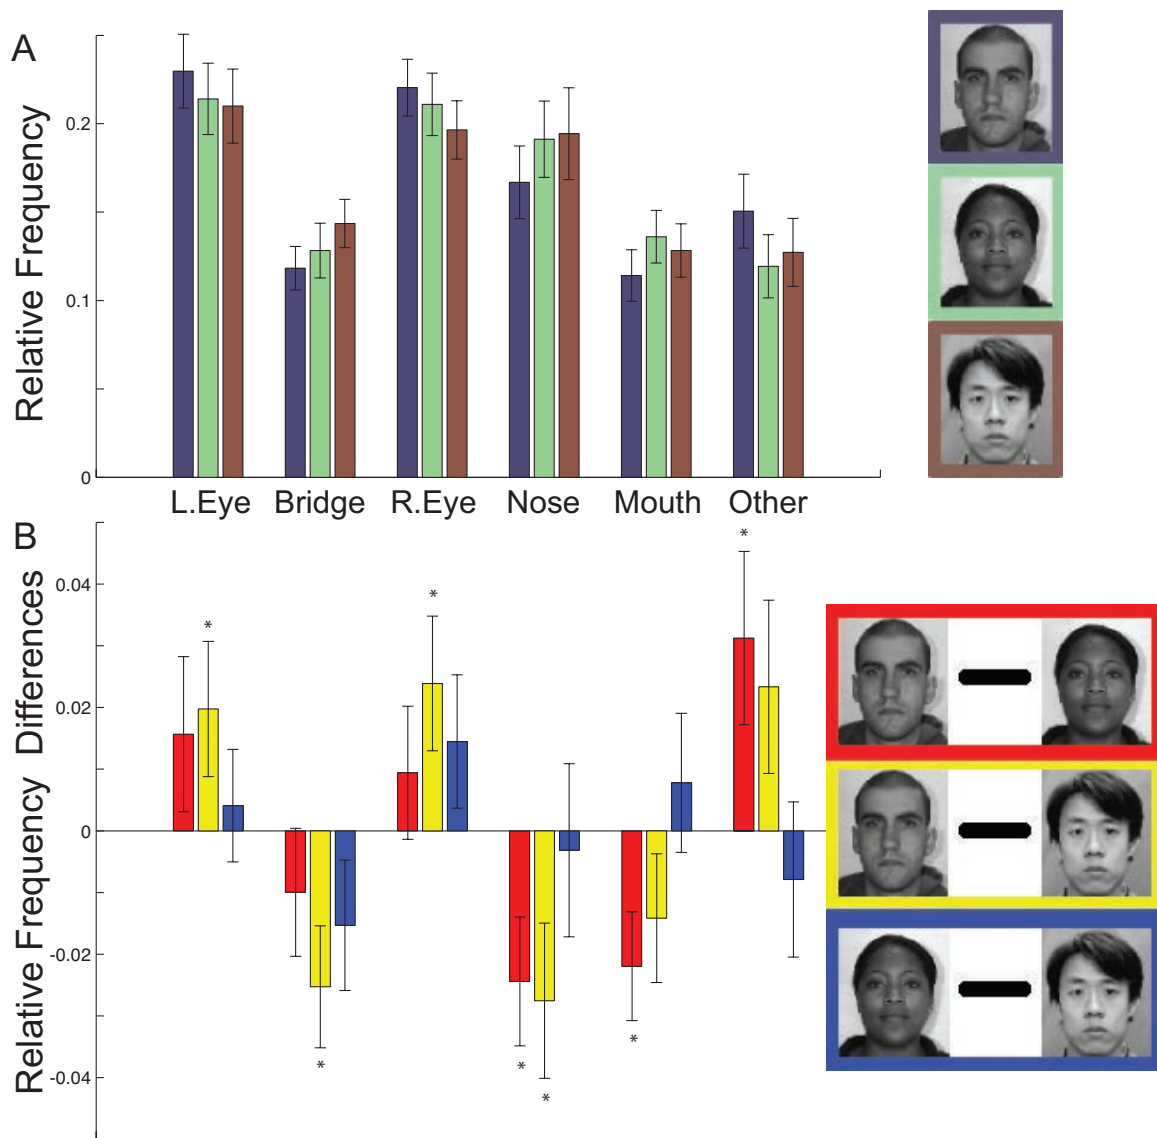 A
Relative Frequency
0.2
0.1
0
L.Eye Bridge R.Eye Nose Mouth Other
B
Relative Frequency Differences
0.04
0.02
0
-0.02
-0.04
* * * * * * * *